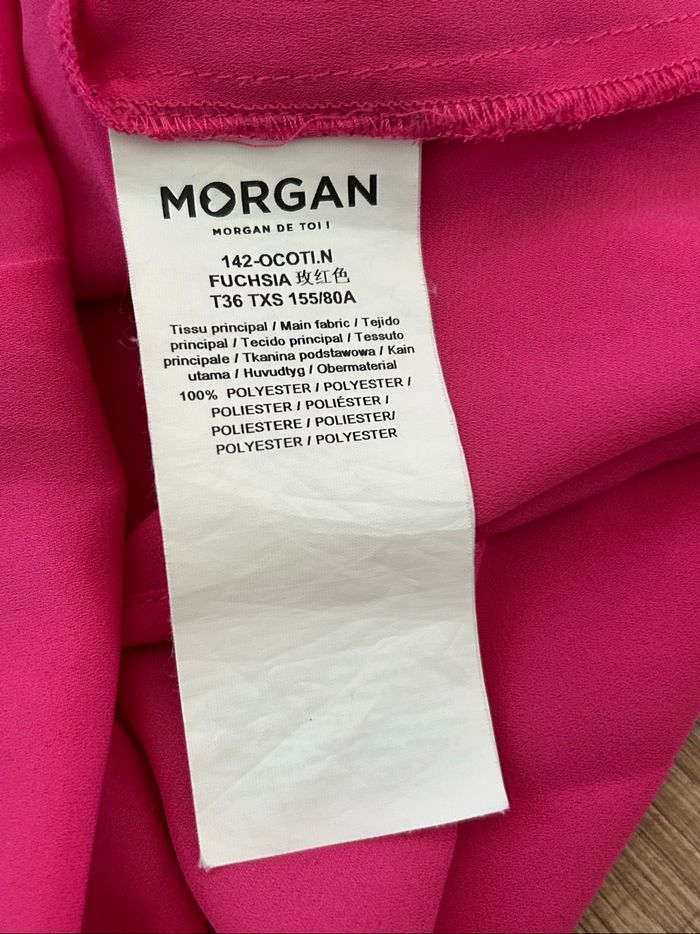 MORGAN
MORGAN DE TOI !
142-OCOTI.N
FUCHSIA 玫红色
T36 TXS 155/80A
Tissu principal / Main fabric / Tejido
principal / Tecido principal / Tessuto
principale / Tkanina podstawowa / Kain
utama / Huvudtyg / Obermaterial
100% POLYESTER / POLYESTER /
POLIESTER / POLIÉSTER /
POLIESTERE / POLIESTER/
POLYESTER / POLYESTER